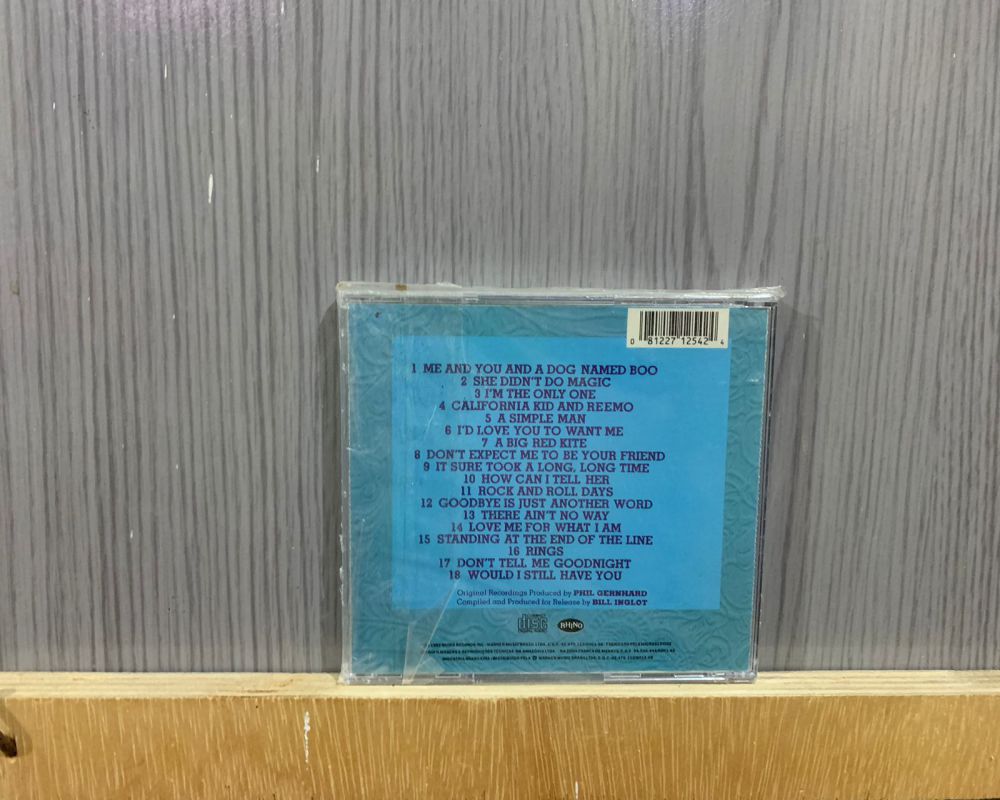 0 81227 12542 4
1 ME AND YOU AND A DOG NAMED BOO
2 SHE DIDN'T DO MAGIC
3 I'M THE ONLY ONE
4 CALIFORNIA KID AND REEMO
5 A SIMPLE MAN
6 I'D LOVE YOU TO WANT ME
7 A BIG RED KITE
8 DON'T EXPECT ME TO BE YOUR FRIEND
9 IT SURE TOOK A LONG, LONG TIME
10 HOW CAN I TELL HER
11 ROCK AND ROLL DAYS
12 GOODBYE IS JUST ANOTHER WORD
13 THERE AIN'T NO WAY
14 LOVE ME FOR WHAT I AM
15 STANDING AT THE END OF THE LINE
16 RINGS
17 DON'T TELL ME GOODNIGHT
18 WOULD I STILL HAVE YOU
Original Recordings Produced by PHIL GERNHARD
Compiled and Produced for Release by BILL INGLOT
COMPACT DISC DIGITAL AUDIO RHINO